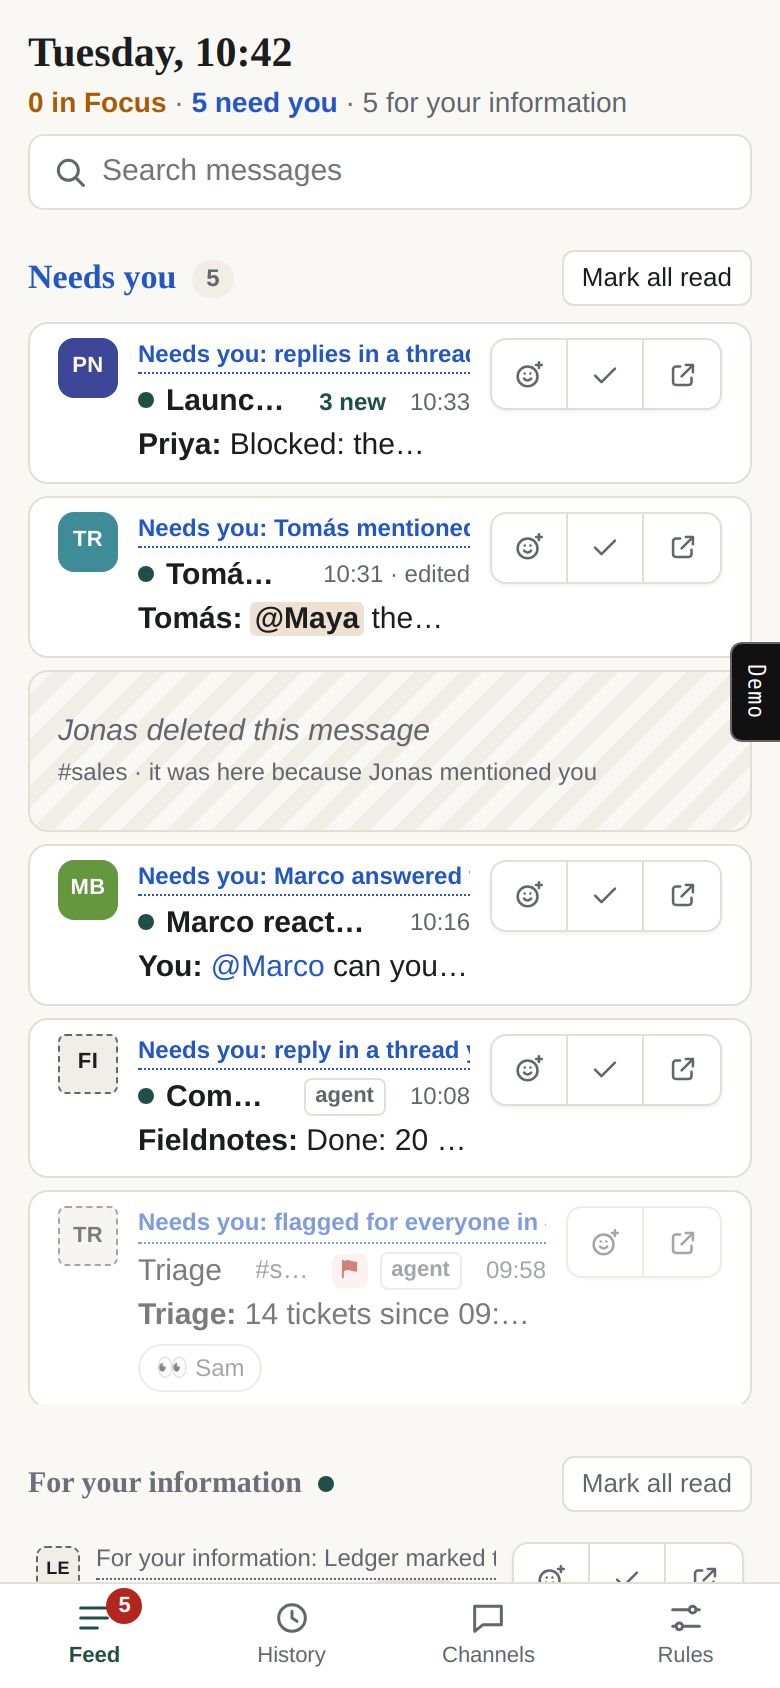 Tuesday, 10:42
0 in Focus · 5 need you · 5 for your information
Search messages
Needs you 5 Mark all read
PN Needs you: replies in a thread
Launc… 3 new 10:33
Priya: Blocked: the…
TR Needs you: Tomás mentioned
Tomá… 10:31 · edited
Tomás: @Maya the…
Demo
Jonas deleted this message
#sales · it was here because Jonas mentioned you
MB Needs you: Marco answered
Marco react… 10:16
You: @Marco can you…
FI Needs you: reply in a thread
Com… agent 10:08
Fieldnotes: Done: 20 …
TR Needs you: flagged for everyone in
Triage #s… agent 09:58
Triage: 14 tickets since 09:…
👀 Sam
For your information Mark all read
LE For your information: Ledger marked
5
Feed History Channels Rules